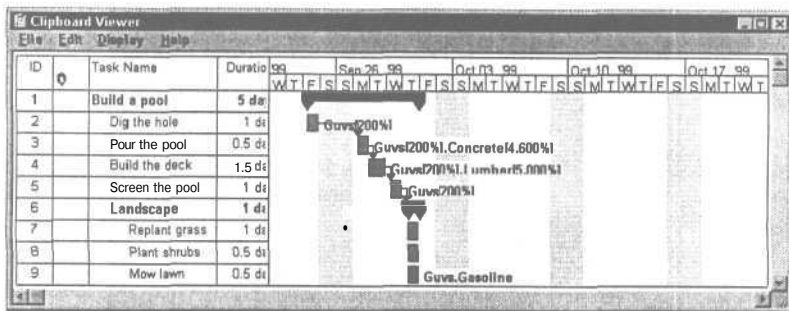 Clipboard Viewer
File Edit Display Help
ID Task Name Duratio 99 Sep 26, 99 Oct 03, 99 Oct 10, 99 Oct 17, 99
W T F S S M T W T F S S M T W T F S S M T W T F S S M T W T
1 Build a pool 5 da
2 Dig the hole 1 da Guys[200%]
3 Pour the pool 0.5 da Guys[200%],Concrete[4,600%]
4 Build the deck 1.5 da Guys[200%],Lumber[5,000%]
5 Screen the pool 1 da Guys[200%]
6 Landscape 1 da
7 Replant grass 1 da
8 Plant shrubs 0.5 da
9 Mow lawn 0.5 da Guys,Gasoline